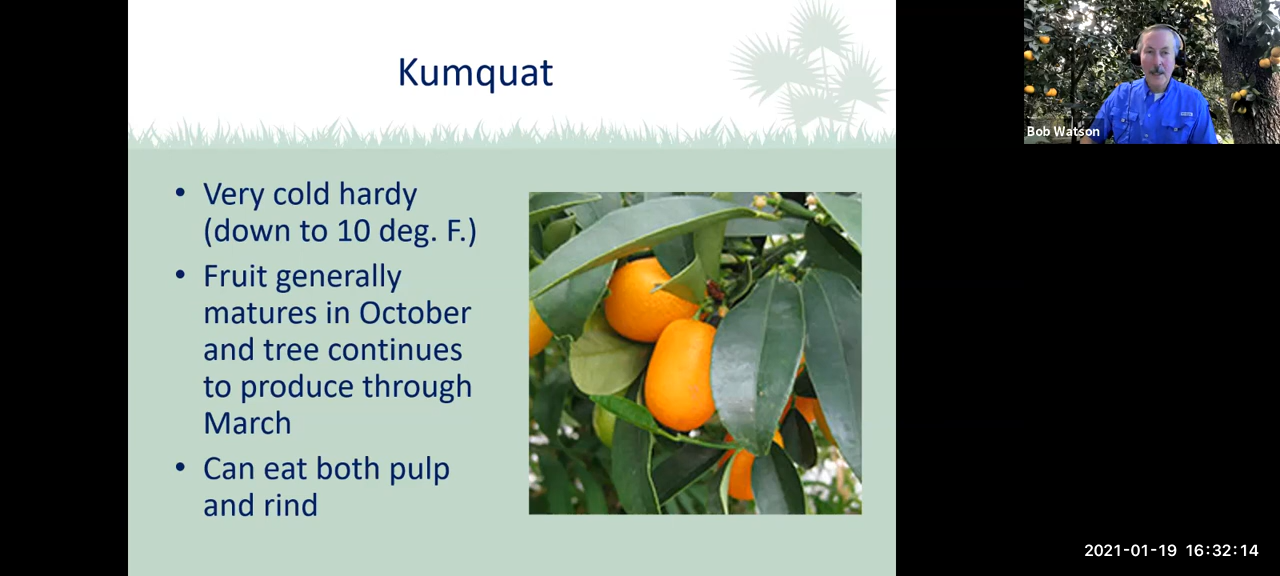 Kumquat
Bob Watson
• Very cold hardy
(down to 10 deg. F.)
• Fruit generally
matures in October
and tree continues
to produce through
March
• Can eat both pulp
and rind
2021-01-19 16:32:14